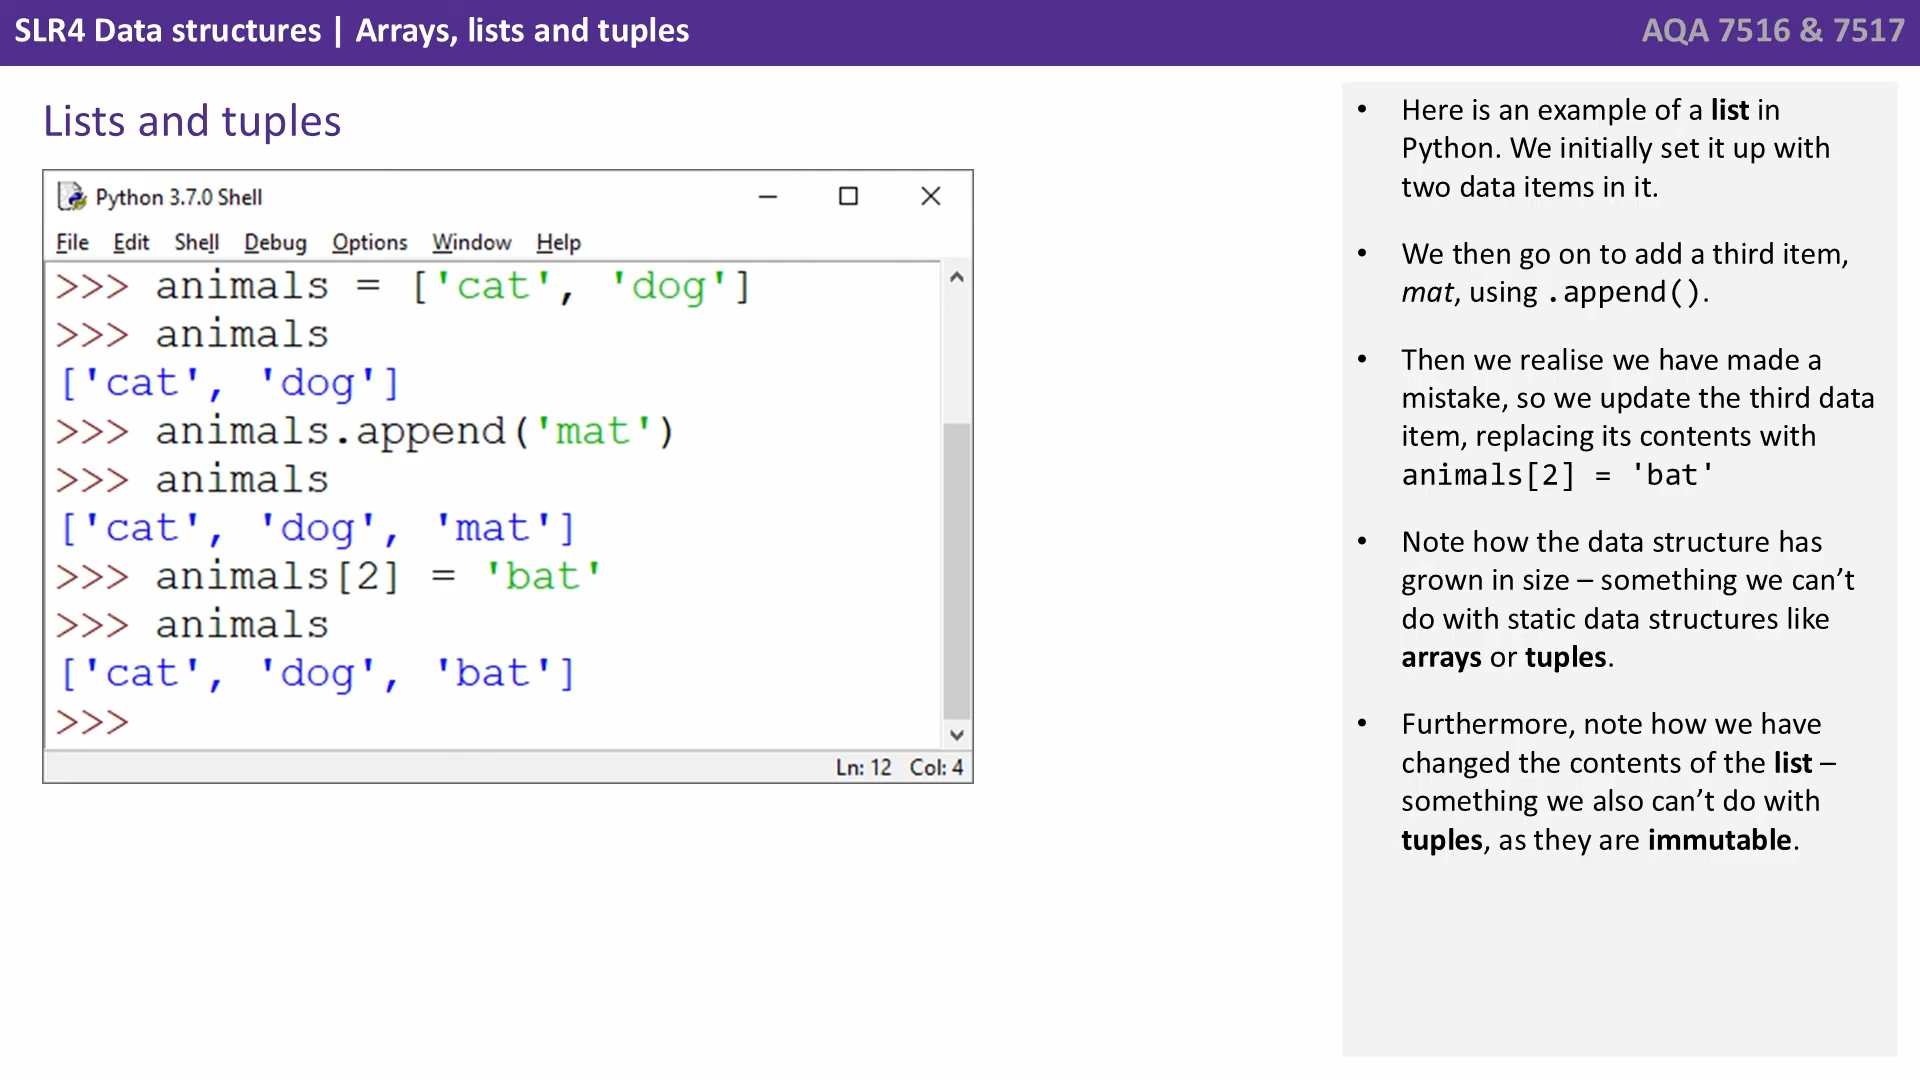 SLR4 Data structures | Arrays, lists and tuples
AQA 7516 & 7517
Lists and tuples
Python 3.7.0 Shell
File Edit Shell Debug Options Window Help
>>> animals = ['cat', 'dog']
>>> animals
['cat', 'dog']
>>> animals.append('mat')
>>> animals
['cat', 'dog', 'mat']
>>> animals[2] = 'bat'
>>> animals
['cat', 'dog', 'bat']
>>>
Ln: 12 Col: 4
• Here is an example of a list in
Python. We initially set it up with
two data items in it.
• We then go on to add a third item,
mat, using .append().
• Then we realise we have made a
mistake, so we update the third data
item, replacing its contents with
animals[2] = 'bat'
• Note how the data structure has
grown in size – something we can’t
do with static data structures like
arrays or tuples.
• Furthermore, note how we have
changed the contents of the list –
something we also can’t do with
tuples, as they are immutable.